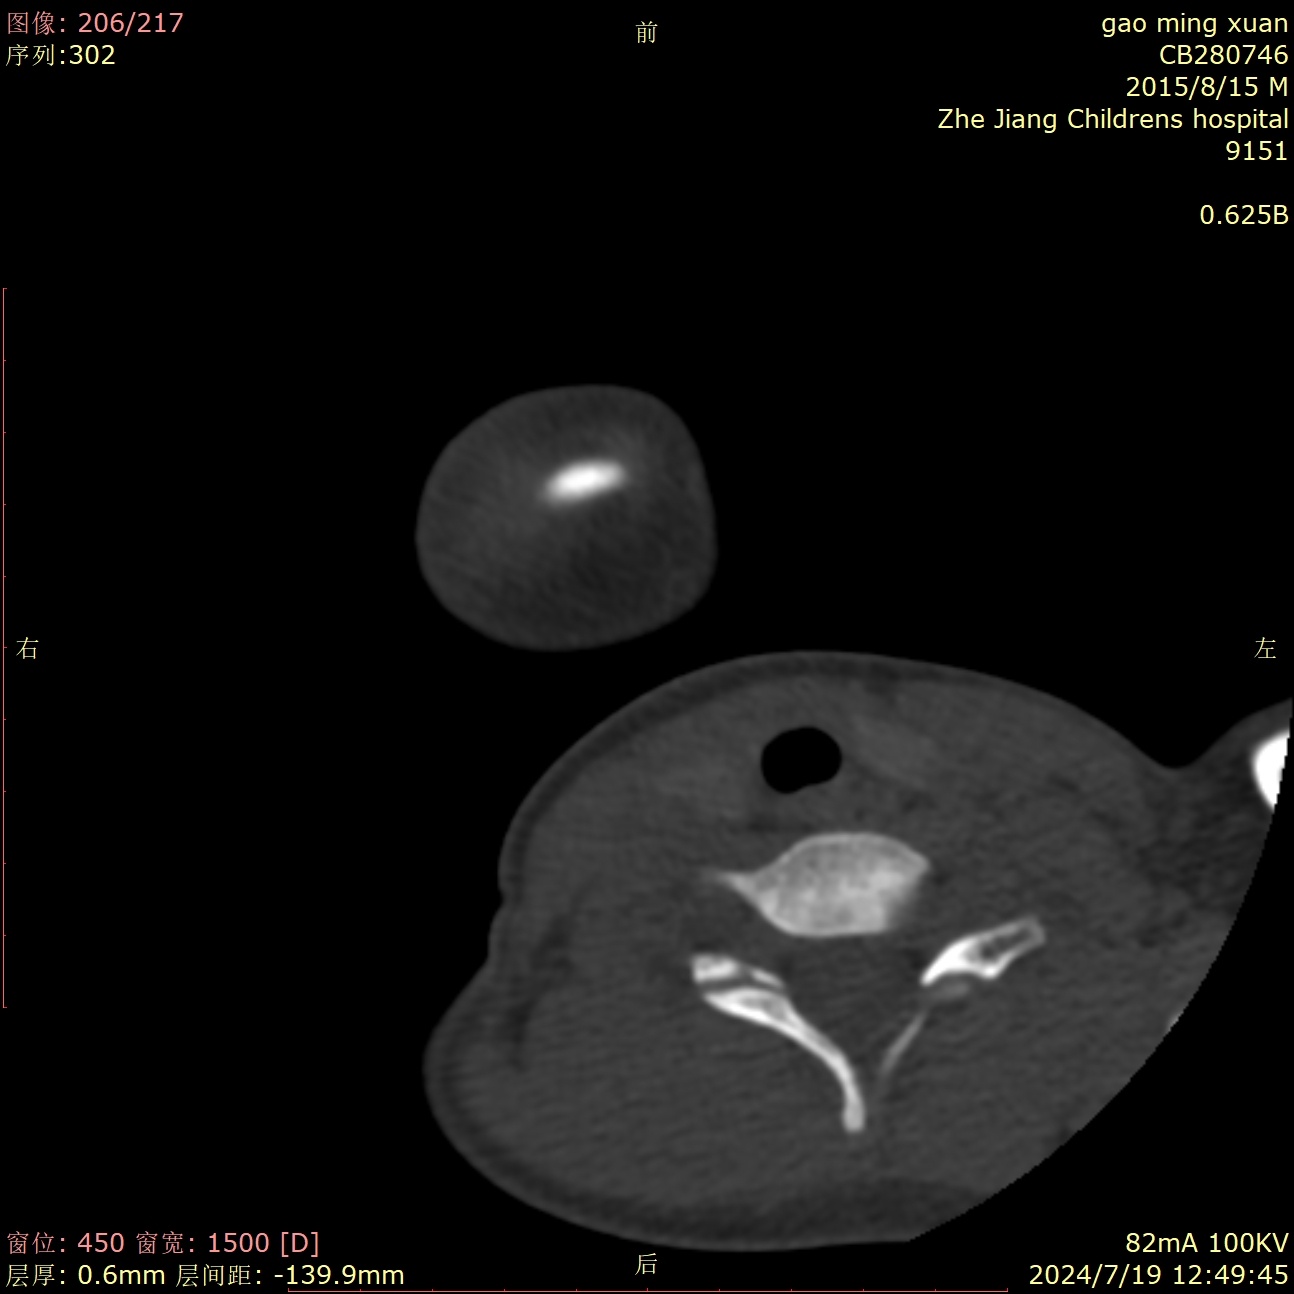 图像: 206/217
序列:302
前
gao ming xuan
CB280746
2015/8/15 M
Zhe Jiang Childrens hospital
9151
0.625B
右
左
窗位: 450 窗宽: 1500 [D]
层厚: 0.6mm 层间距: -139.9mm
后
82mA 100KV
2024/7/19 12:49:45